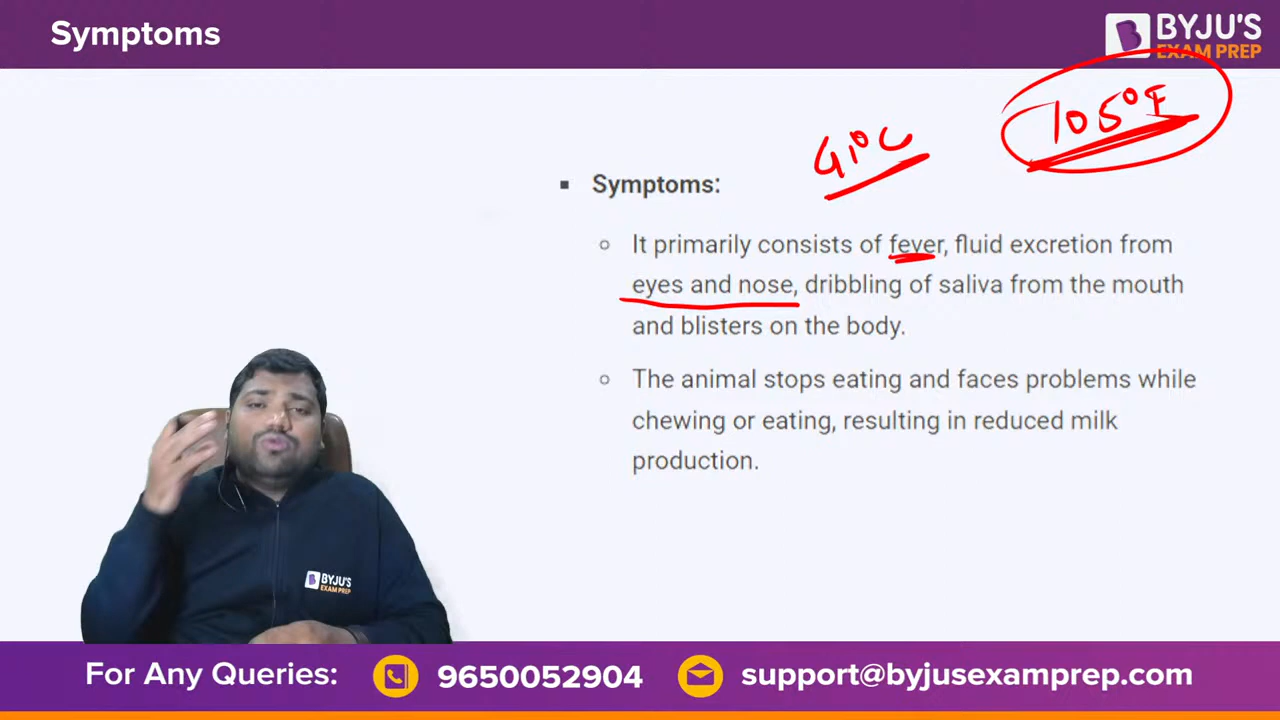 Symptoms
BYJU'S
EXAM PREP
105°F
41°C
Symptoms:
It primarily consists of fever, fluid excretion from
eyes and nose, dribbling of saliva from the mouth
and blisters on the body.
The animal stops eating and faces problems while
chewing or eating, resulting in reduced milk
production.
BYJU'S
EXAM PREP
For Any Queries: 9650052904 support@byjusexamprep.com